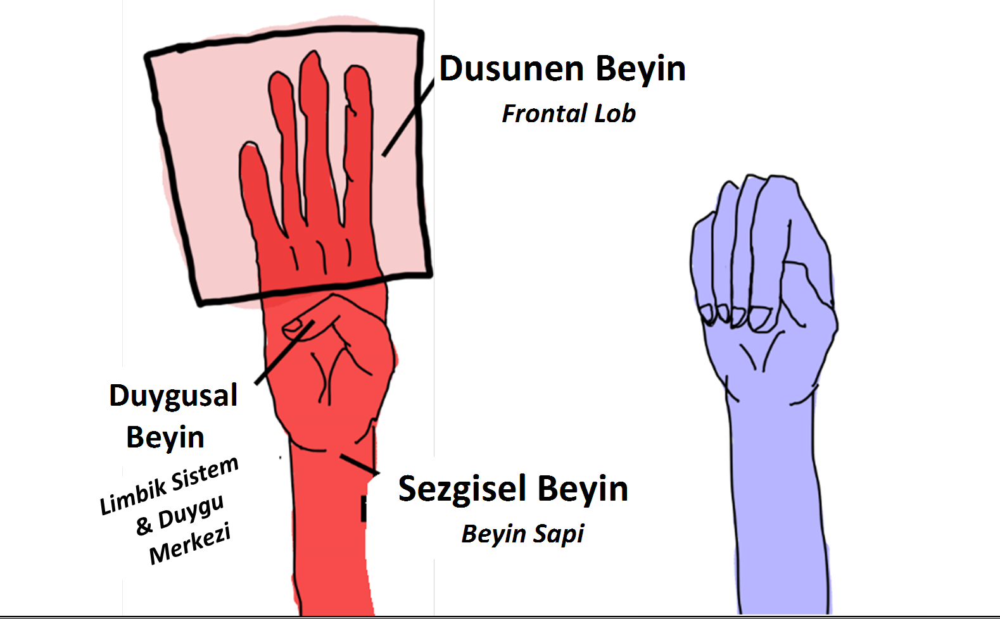 Dusunen Beyin
Frontal Lob
Duygusal
Beyin
Limbik Sistem
& Duygu
Merkezi
Sezgisel Beyin
Beyin Sapi